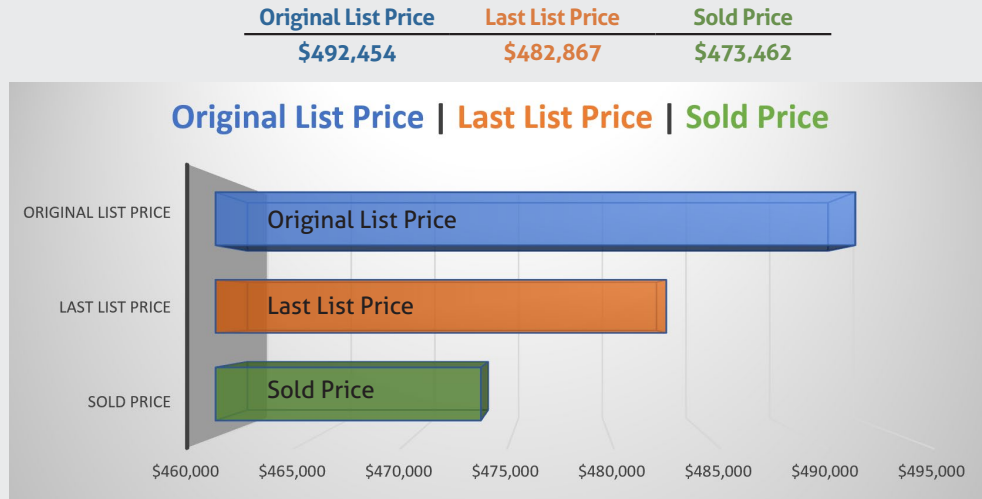 Original List Price Last List Price Sold Price
$492,454 $482,867 $473,462
Original List Price | Last List Price | Sold Price
ORIGINAL LIST PRICE Original List Price
LAST LIST PRICE Last List Price
SOLD PRICE Sold Price
$460,000 $465,000 $470,000 $475,000 $480,000 $485,000 $490,000 $495,000